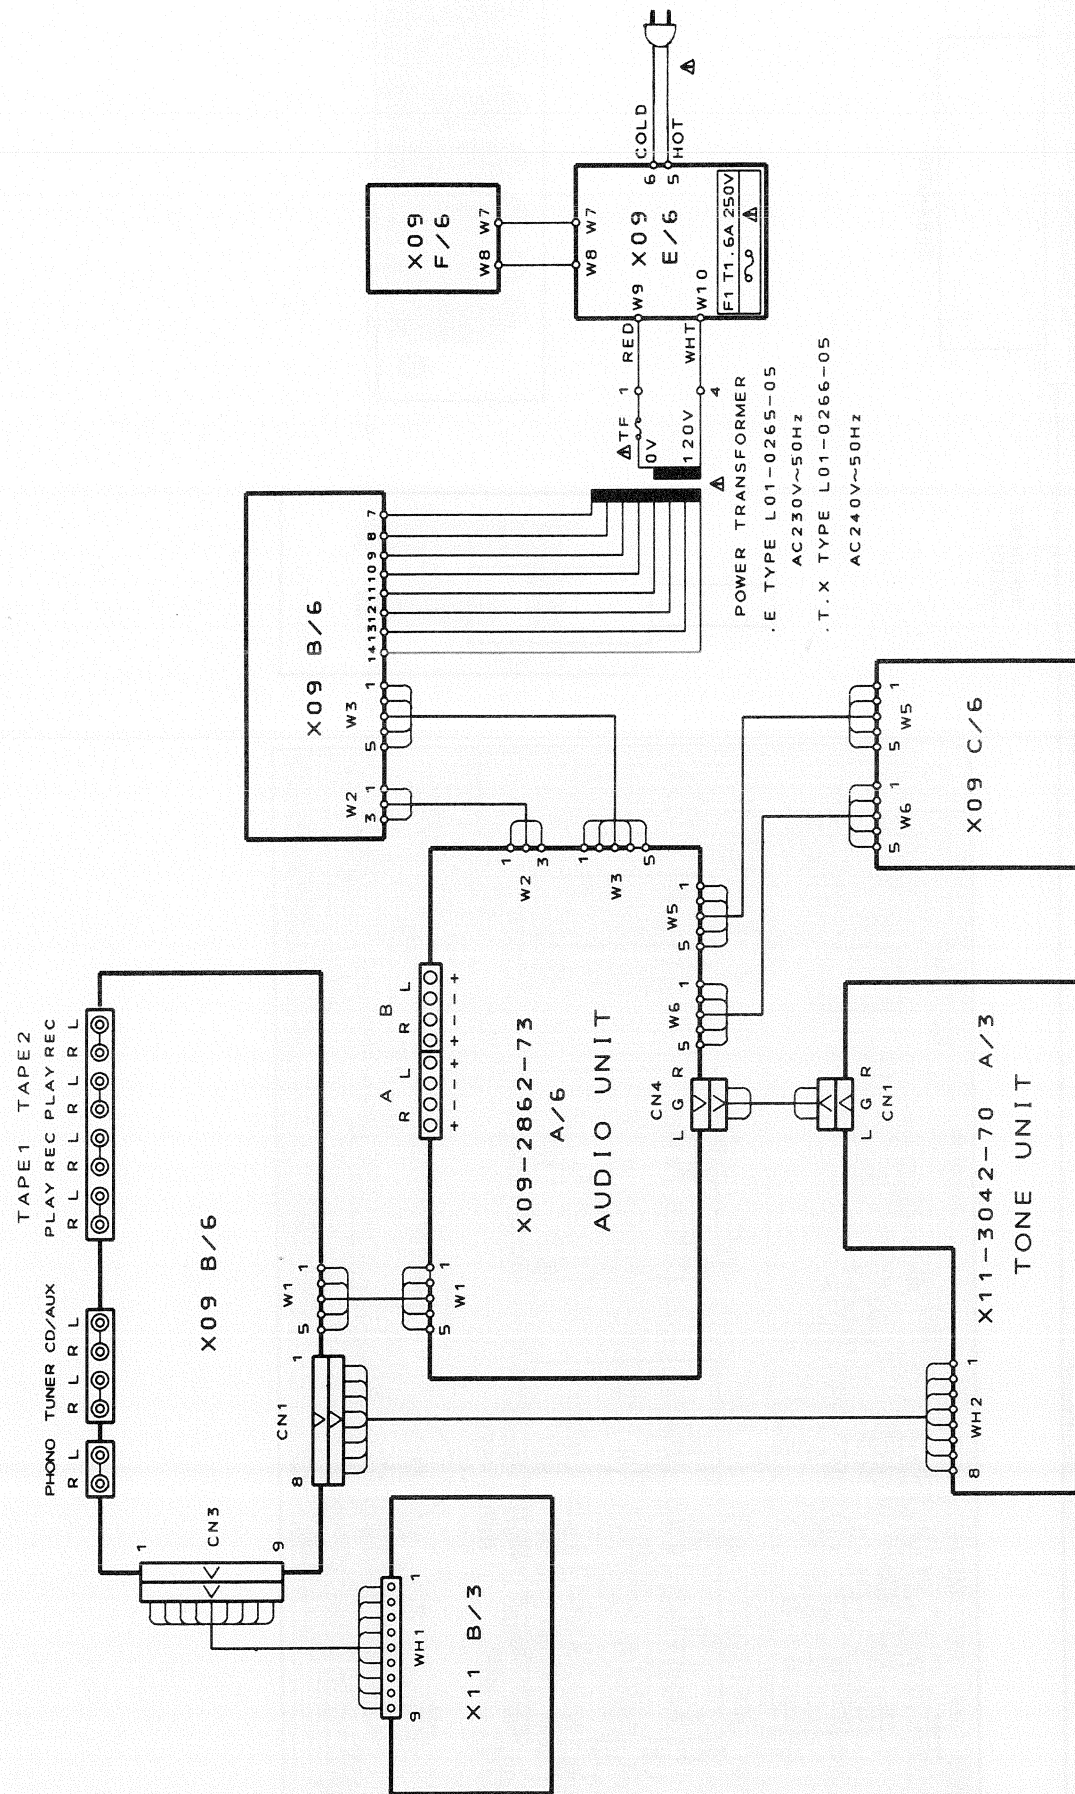 TAPE1 TAPE2
PHONO TUNER CD/AUX PLAY REC PLAY REC
R L R L R L R L R L R L R L
X09 B/6
CN3
1
9
CN1
8 1
W1
5 1
X11 B/3
WH1
9 1
A B
R L R L
+ - - + + - - +
X09-2862-73
A/6
AUDIO UNIT
W1
5 1
W2
1 3
W3
1 5
W5
5 1
W6
5 1
CN4
L G R
X09 B/6
W2
3 1
W3
5 1
14 13 12 11 10 9 8 7
X09
F/6
W8 W7
W8 W7
X09
E/6
W9
W10
6 COLD
5 HOT
F1 T1.6A 250V
RED
WHT
1
4
TF
0V
120V
POWER TRANSFORMER
.E TYPE L01-0265-05
AC230V~50Hz
.T.X TYPE L01-0266-05
AC240V~50Hz
X09 C/6
W6
5 1
W5
5 1
CN1
L G R
X11-3042-70 A/3
TONE UNIT
WH2
8 1